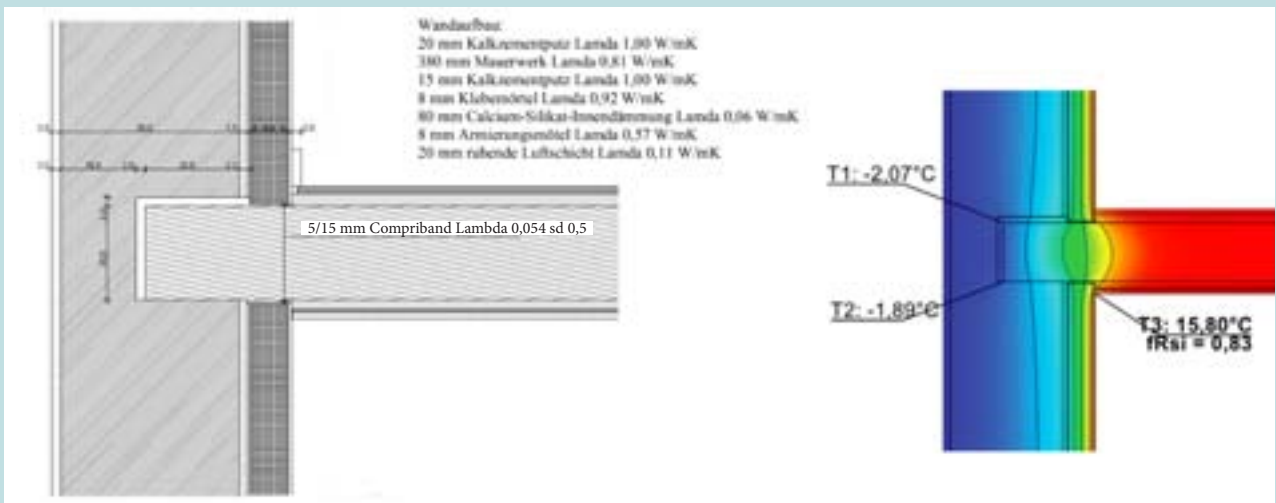 Wandaufbau:
20 mm Kalkzementputz Lamda 1,00 W/mK
380 mm Mauerwerk Lamda 0,81 W/mK
15 mm Kalkzementputz Lamda 1,00 W/mK
8 mm Klebemörtel Lamda 0,92 W/mK
80 mm Calcium-Silikat-Innendämmung Lamda 0,06 W/mK
8 mm Armierungsmötel Lamda 0,57 W/mK
20 mm ruhende Luftschicht Lamda 0,11 W/mK
5/15 mm Compriband Lambda 0,054 sd 0,5
T1: -2,07°C
T2: -1,89°C
T3: 15,80°C
fRsi = 0,83